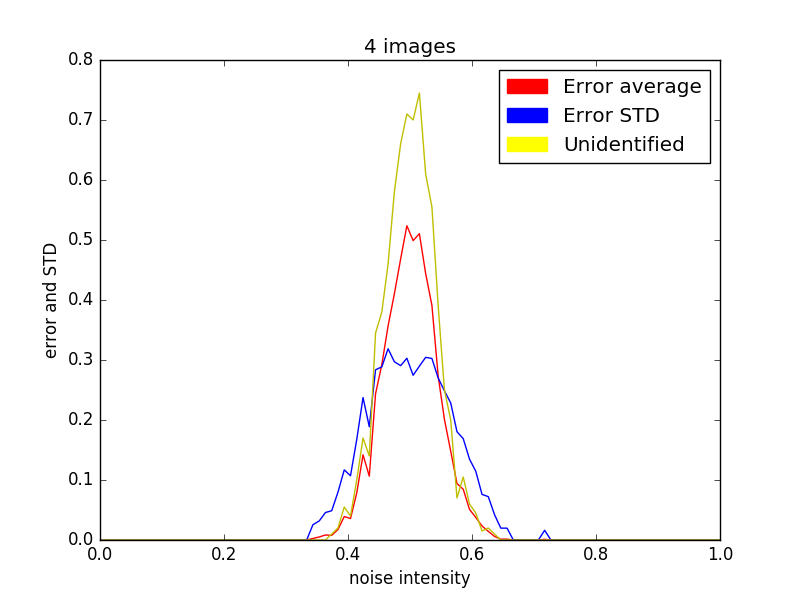 4 images
Error average
Error STD
Unidentified
error and STD
0.8
0.7
0.6
0.5
0.4
0.3
0.2
0.1
0.0
0.0 0.2 0.4 0.6 0.8 1.0
noise intensity